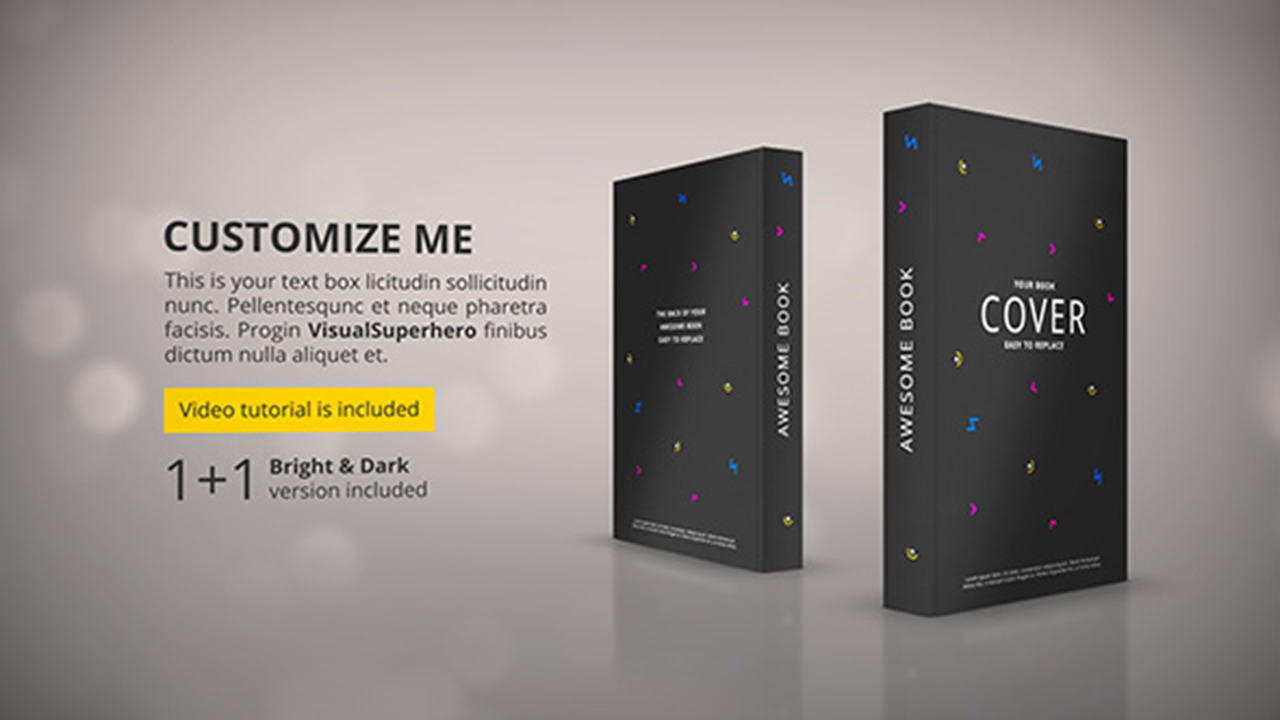 CUSTOMIZE ME
This is your text box licitudin sollicitudin
nunc. Pellentesqunc et neque pharetra
facisis. Progin VisualSuperhero finibus
dictum nulla aliquet et.
Video tutorial is included
1+1
Bright & Dark
version included
THE BACK OF YOUR
AWESOME BOOK
EASY TO REPLACE
AWESOME BOOK
AWESOME BOOK
YOUR BOOK
COVER
EASY TO REPLACE